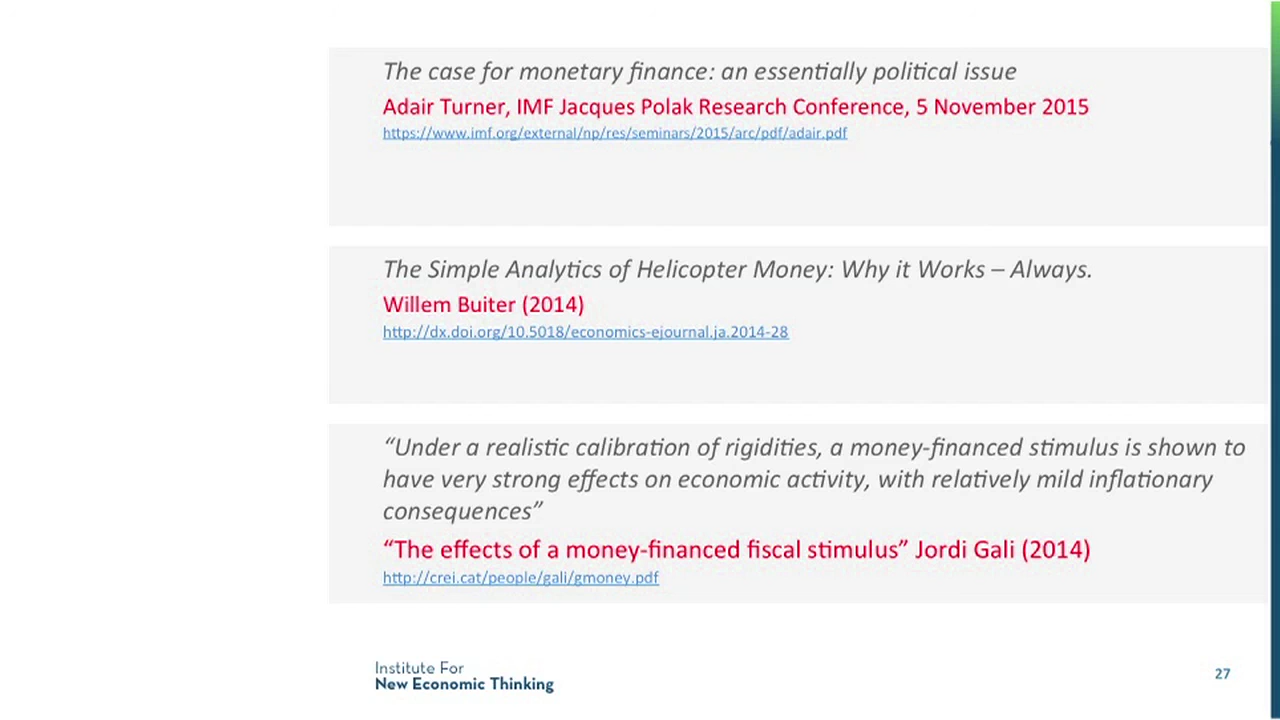 The case for monetary finance: an essentially political issue
Adair Turner, IMF Jacques Polak Research Conference, 5 November 2015
https://www.imf.org/external/np/res/seminars/2015/arc/pdf/adair.pdf
The Simple Analytics of Helicopter Money: Why it Works – Always.
Willem Buiter (2014)
http://dx.doi.org/10.5018/economics-ejournal.ja.2014-28
“Under a realistic calibration of rigidities, a money-financed stimulus is shown to
have very strong effects on economic activity, with relatively mild inflationary
consequences”
“The effects of a money-financed fiscal stimulus” Jordi Gali (2014)
http://crei.cat/people/gali/gmoney.pdf
Institute For
New Economic Thinking
27